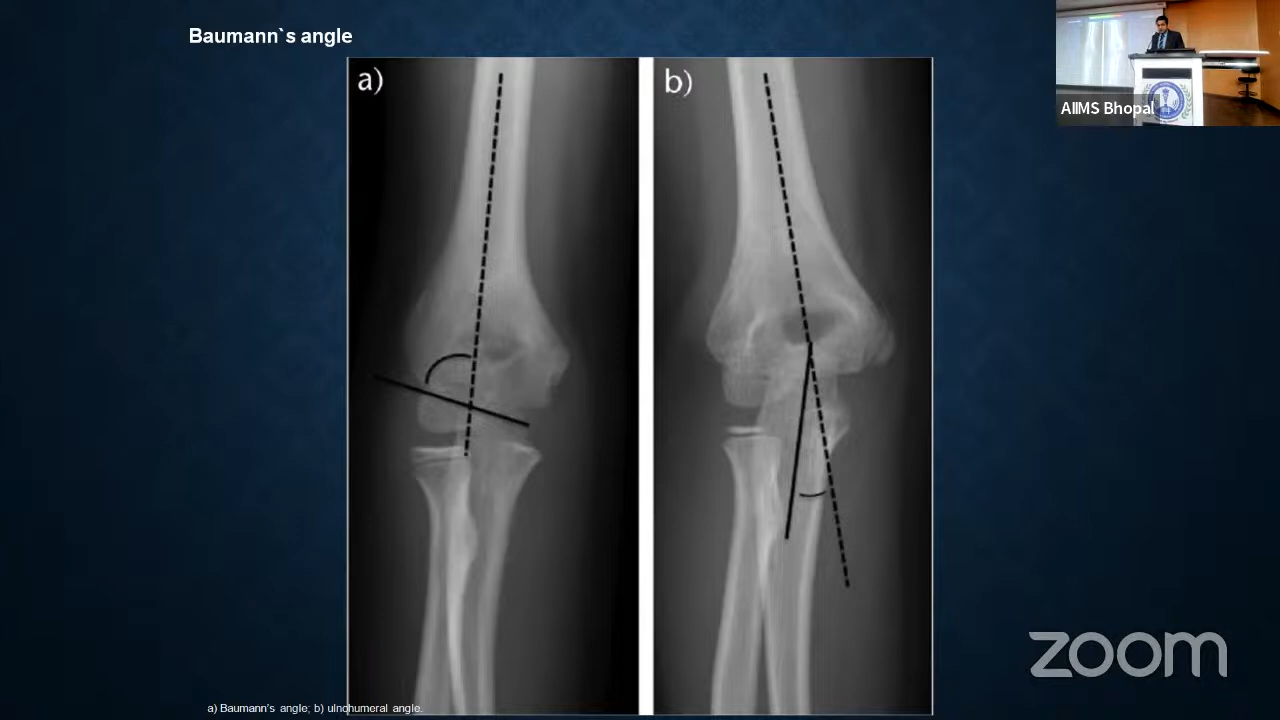 Baumann`s angle
a)
b)
AIIMS Bhopal
a) Baumann's angle; b) ulnohumeral angle.
zoom